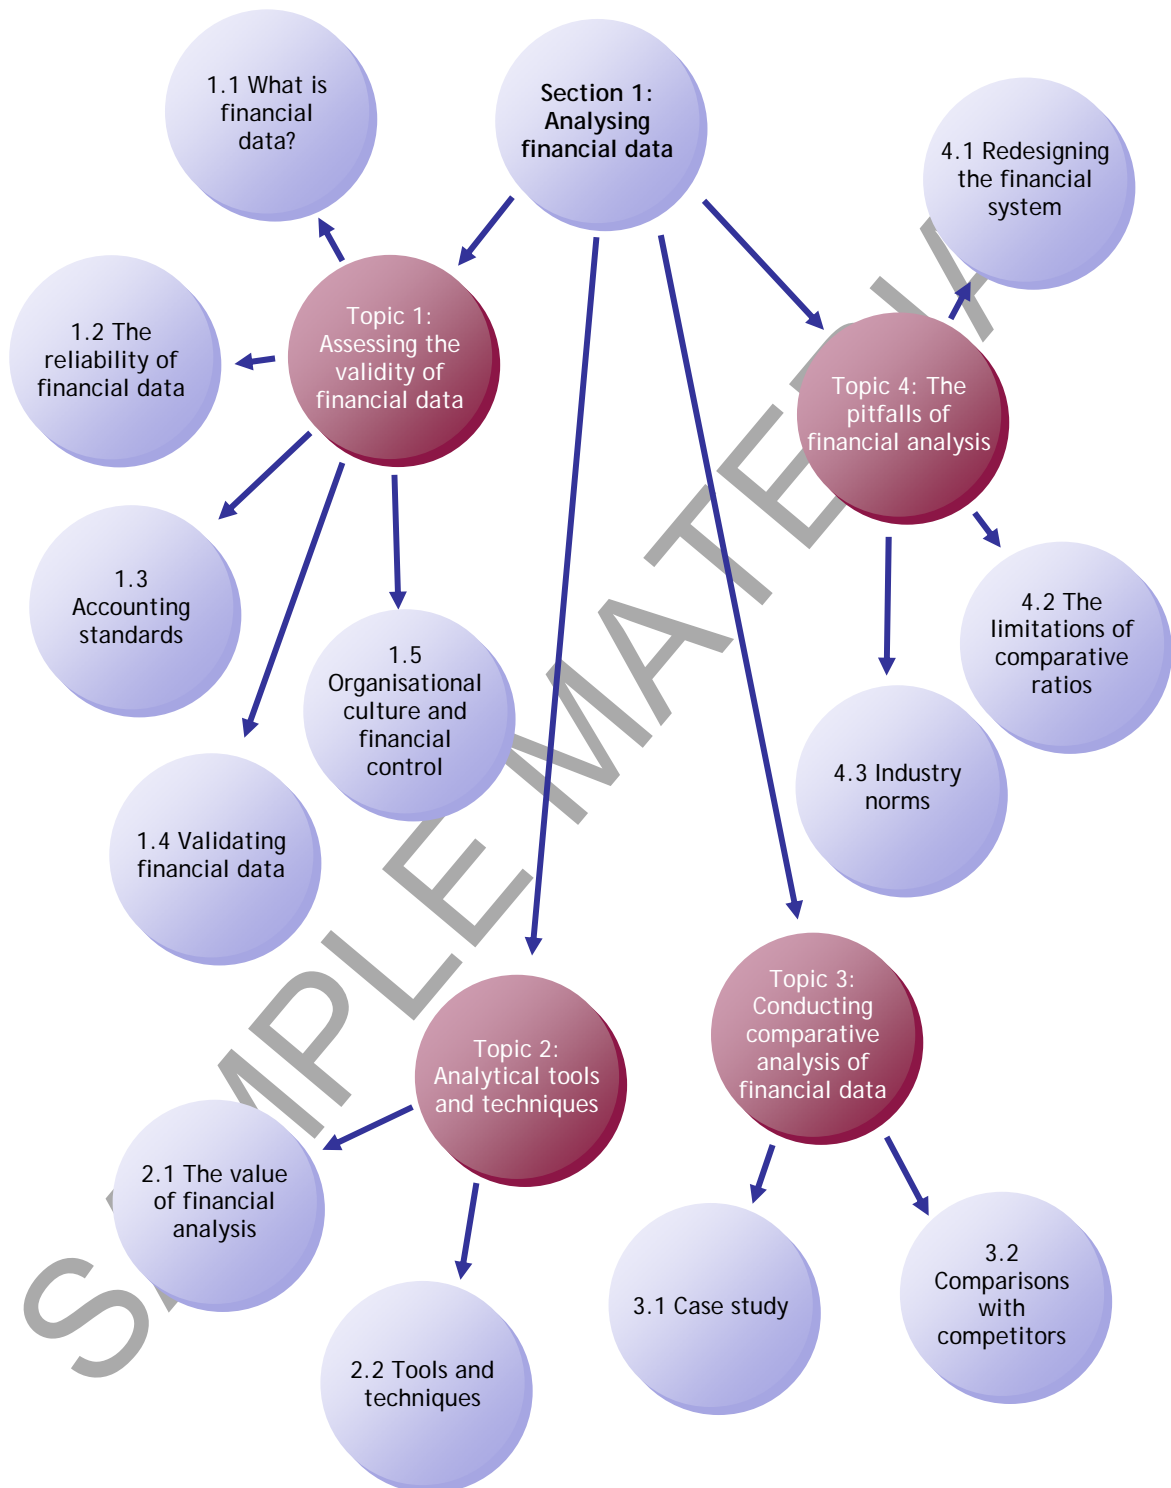 Section 1:
Analysing
financial data
Topic 1:
Assessing the
validity of
financial data
1.1 What is
financial
data?
1.2 The
reliability of
financial data
1.3
Accounting
standards
1.4 Validating
financial data
1.5
Organisational
culture and
financial
control
Topic 2:
Analytical tools
and techniques
2.1 The value
of financial
analysis
2.2 Tools and
techniques
Topic 3:
Conducting
comparative
analysis of
financial data
3.1 Case study
3.2
Comparisons
with
competitors
Topic 4: The
pitfalls of
financial analysis
4.1 Redesigning
the financial
system
4.2 The
limitations of
comparative
ratios
4.3 Industry
norms
SAMPLE MATERIAL